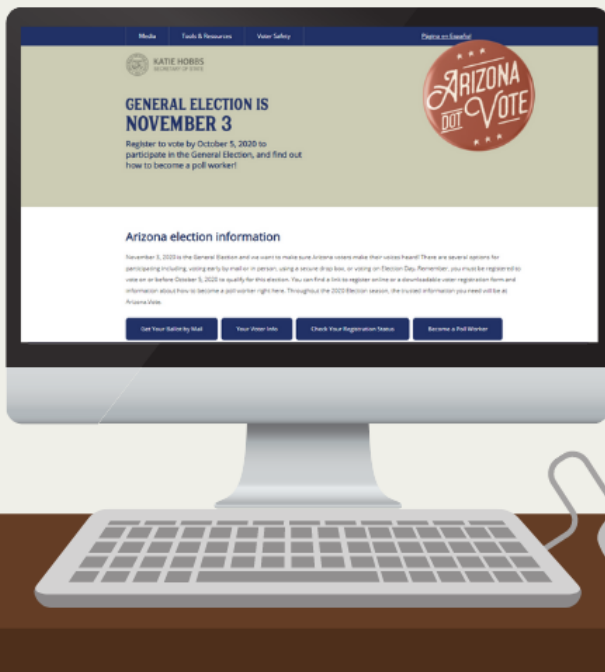 Media Tools & Resources Voter Safety Página en Español
KATIE HOBBS
SECRETARY OF STATE
ARIZONA
DOT VOTE
GENERAL ELECTION IS
NOVEMBER 3
Register to vote by October 5, 2020 to
participate in the General Election, and find out
how to become a poll worker!
Arizona election information
November 3, 2020 is the General Election and we want to make sure Arizona voters make their voices heard! There are several options for
participating including, voting early by mail or in person, using a secure drop box, or voting on Election Day. Remember, you must be registered to
vote on or before October 5, 2020 to qualify for this election. You can find a link to register online or a downloadable voter registration form and
information about how to become a poll worker right here. Throughout the 2020 Election season, the trusted information you need will be at
Arizona.Vote.
Get Your Ballot by Mail Your Voter Info Check Your Registration Status Become a Poll Worker